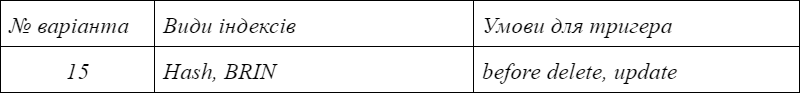 № варіанта Види індексів Умови для тригера
15 Hash, BRIN before delete, update